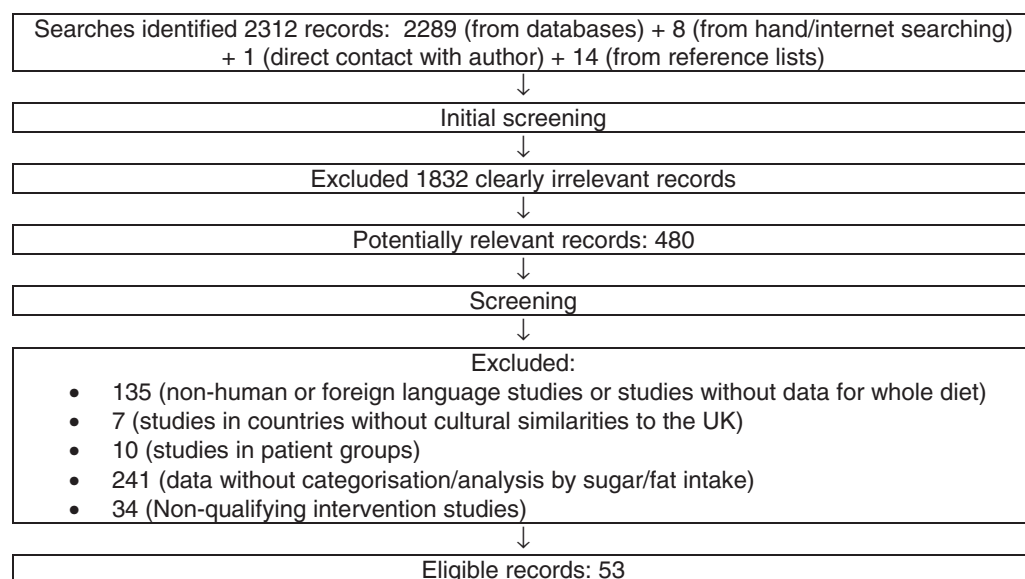 Searches identified 2312 records:  2289 (from databases) + 8 (from hand/internet searching)
+ 1 (direct contact with author) + 14 (from reference lists)
↓
Initial screening
↓
Excluded 1832 clearly irrelevant records
↓
Potentially relevant records: 480
↓
Screening
↓
Excluded:
• 135 (non-human or foreign language studies or studies without data for whole diet)
• 7 (studies in countries without cultural similarities to the UK)
• 10 (studies in patient groups)
• 241 (data without categorisation/analysis by sugar/fat intake)
• 34 (Non-qualifying intervention studies)
↓
Eligible records: 53